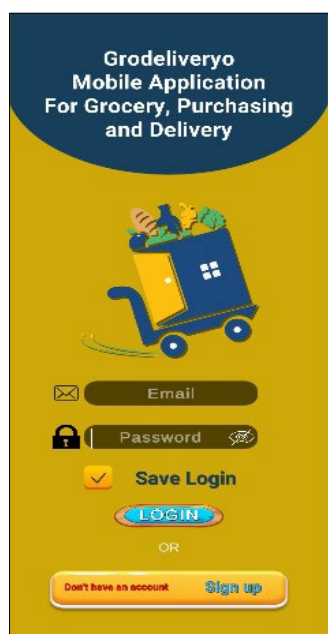 Grodeliveryo
Mobile Application
For Grocery, Purchasing
and Delivery
Email
Password
Save Login
LOGIN
OR
Don't have an account Sign up